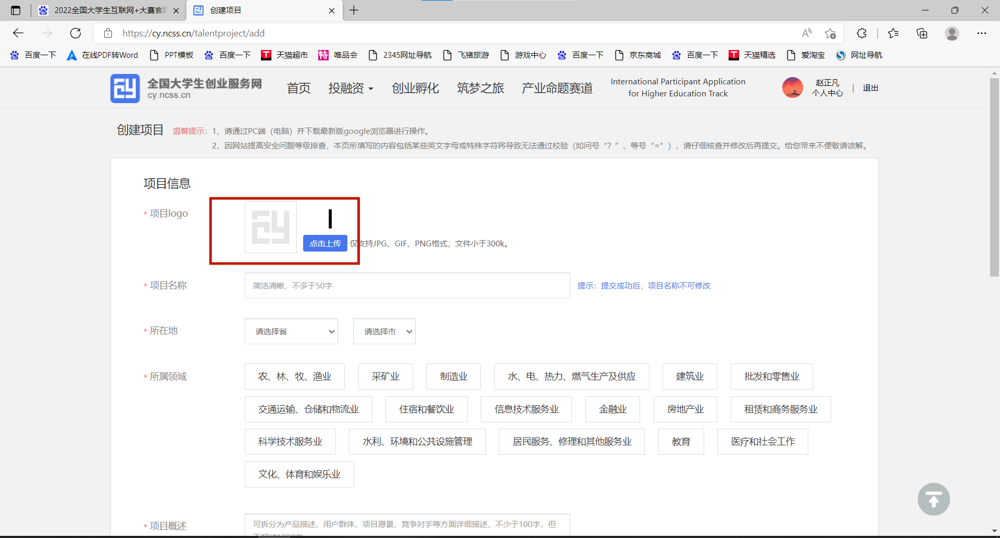 2022全国大学生互联网+大赛官网
创建项目
https://cy.ncss.cn/talentproject/add
百度一下 在线PDF转Word PPT模板 百度一下 天猫超市 特 唯品会 2345网址导航 飞猪旅游 游戏中心 百度一下 京东商城 百度一下 天猫精选 爱淘宝 网址导航
全国大学生创业服务网
cy.ncss.cn
首页 投融资 创业孵化 筑梦之旅 产业命题赛道
International Participant Application
for Higher Education Track
赵正凡
个人中心 | 退出
创建项目 温馨提示：1、请通过PC端（电脑）并下载最新版google浏览器进行操作。
2、因网站提高安全问题等级排查，本页所填写的内容包括某些英文字母或特殊字符将导致无法通过校验（如问号“？”、等号“=”），请仔细核查并修改后再提交。给您带来不便敬请谅解。
项目信息
* 项目logo
点击上传 仅支持JPG、GIF、PNG格式，文件小于300k。
* 项目名称 简洁清晰，不多于50字 提示：提交成功后，项目名称不可修改
* 所在地 请选择省 请选择市
* 所属领域 农、林、牧、渔业 采矿业 制造业 水、电、热力、燃气生产及供应 建筑业 批发和零售业
交通运输、仓储和物流业 住宿和餐饮业 信息技术服务业 金融业 房地产业 租赁和商务服务业
科学技术服务业 水利、环境和公共设施管理 居民服务、修理和其他服务业 教育 医疗和社会工作
文化、体育和娱乐业
* 项目概述 可拆分为产品描述、用户群体、项目愿景、竞争对手等方面详细描述，不少于100字，但